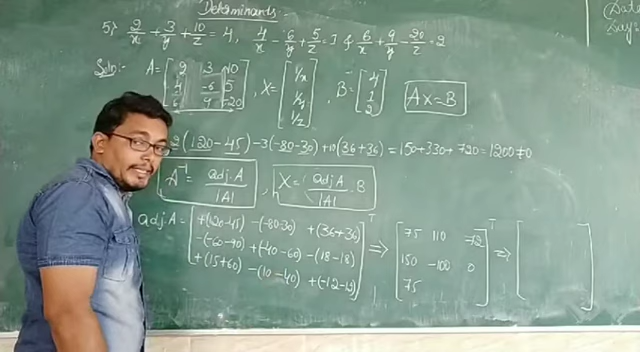 Determinants:-
5) 2/x + 3/y + 10/z = 4, 4/x - 6/y + 5/z = 1 & 6/x + 9/y - 20/z = 2
Soln:- A = [2 3 10; 4 -6 5; 6 9 -20], X = [1/x; 1/y; 1/z], B = [4; 1; 2] AX = B
2(120-45) -3(-80-30) +10(36+36) = 150+330+720 = 1200 ≠ 0
A⁻¹ = adj.A / |A|, X = adj.A / |A| . B
adj A = [+(120-45) -(-80-30) +(36+36); -(-60-90) +(-40-60) -(18-18); +(15+60) -(10-40) +(-12-12)]ᵀ ⇒ [75 110 72; 150 -100 0; 75]ᵀ ⇒ [ ]